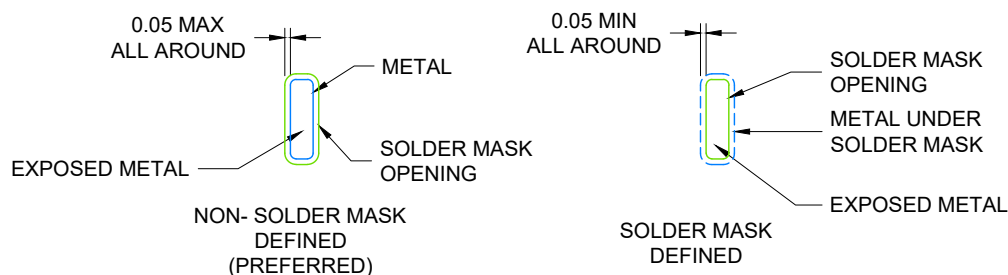 0.05 MAX
ALL AROUND
METAL
EXPOSED METAL
SOLDER MASK
OPENING
NON- SOLDER MASK
DEFINED
(PREFERRED)
0.05 MIN
ALL AROUND
SOLDER MASK
OPENING
METAL UNDER
SOLDER MASK
EXPOSED METAL
SOLDER MASK
DEFINED